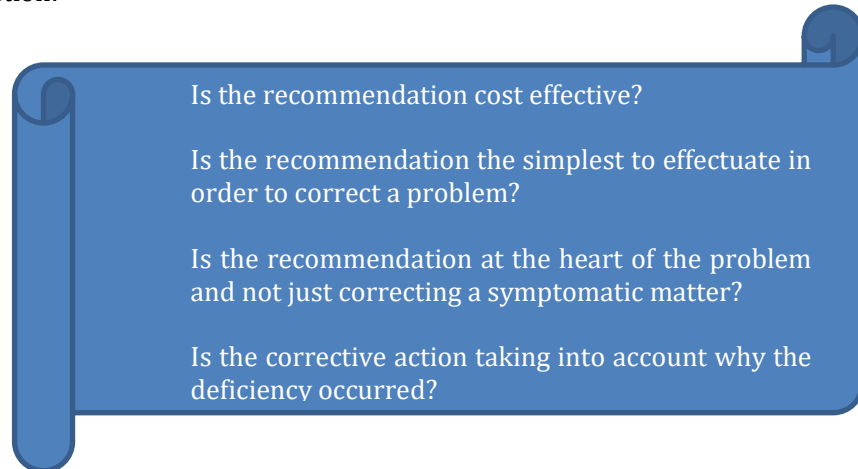 Is the recommendation cost effective?
Is the recommendation the simplest to effectuate in
order to correct a problem?
Is the recommendation at the heart of the problem
and not just correcting a symptomatic matter?
Is the corrective action taking into account why the
deficiency occurred?